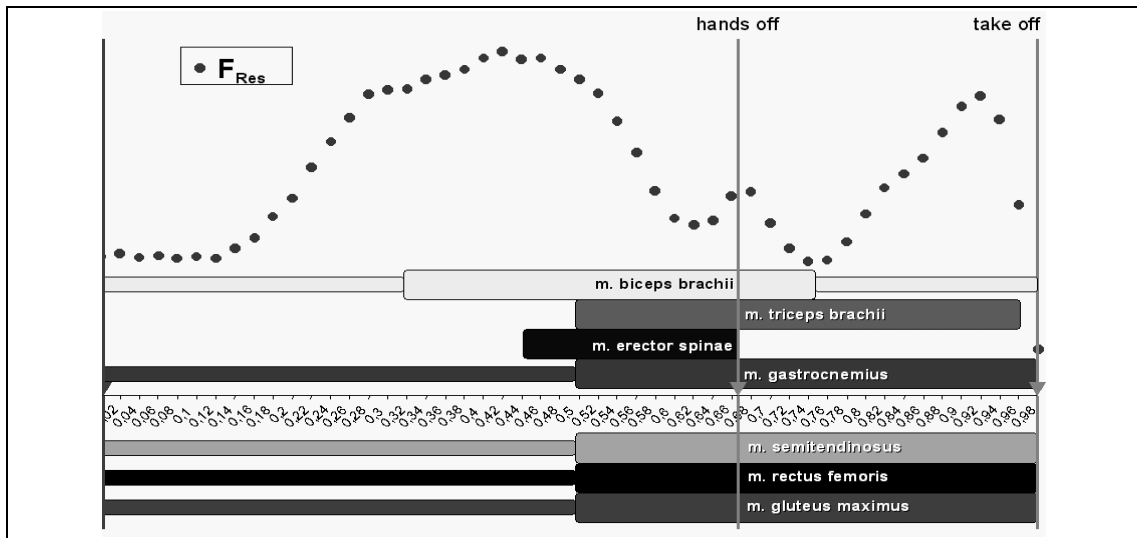 hands off take off
F Res
m. biceps brachii
m. triceps brachii
m. erector spinae
m. gastrocnemius
,02 0,04 0,06 0,08 0,1 0,12 0,14 0,16 0,18 0,2 0,22 0,24 0,26 0,28 0,3 0,32 0,34 0,36 0,38 0,4 0,42 0,44 0,46 0,48 0,5 0,52 0,54 0,56 0,58 0,6 0,62 0,64 0,66 0,68 0,7 0,72 0,74 0,76 0,78 0,8 0,82 0,84 0,86 0,88 0,9 0,92 0,94 0,96 0,98
m. semitendinosus
m. rectus femoris
m. gluteus maximus